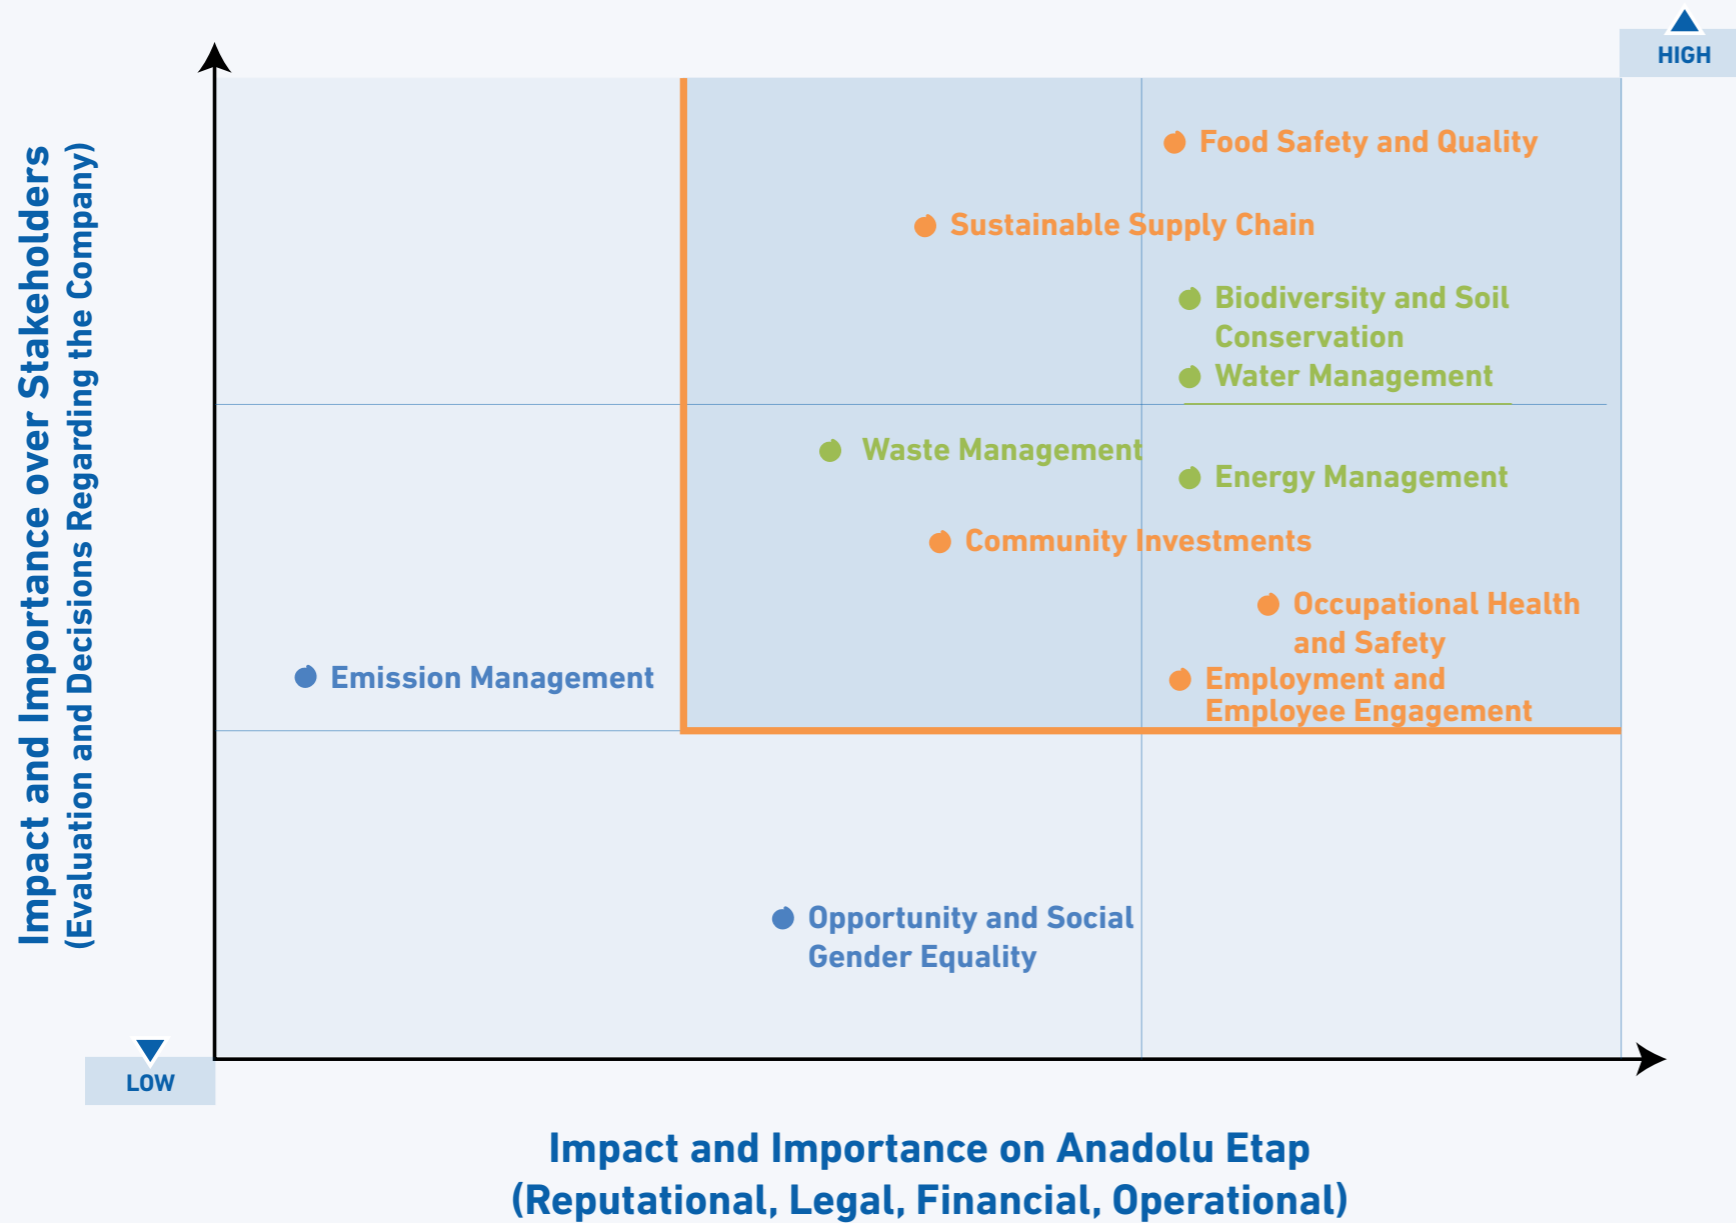 HIGH
Impact and Importance over Stakeholders
(Evaluation and Decisions Regarding the Company)
Food Safety and Quality
Sustainable Supply Chain
Biodiversity and Soil
Conservation
Water Management
Waste Management
Energy Management
Community Investments
Occupational Health
and Safety
Emission Management
Employment and
Employee Engagement
Opportunity and Social
Gender Equality
LOW
Impact and Importance on Anadolu Etap
(Reputational, Legal, Financial, Operational)